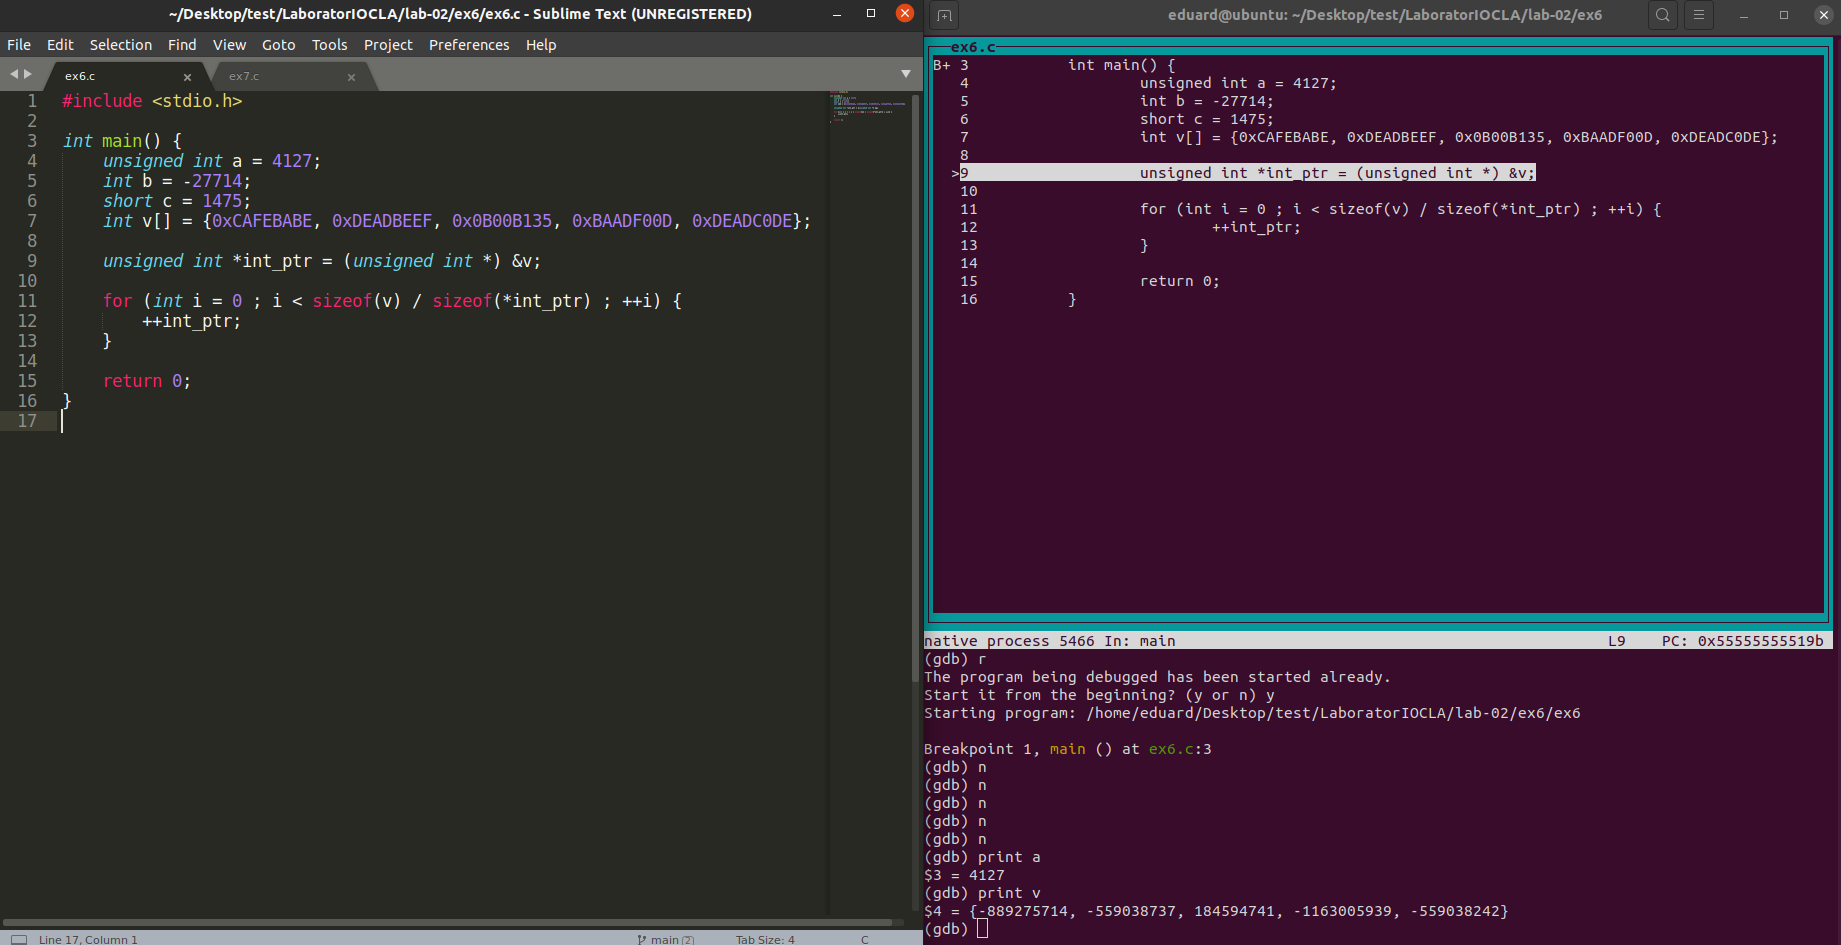 ~/Desktop/test/LaboratorIOCLA/lab-02/ex6/ex6.c - Sublime Text (UNREGISTERED)
File Edit Selection Find View Goto Tools Project Preferences Help
ex6.c × ex7.c ×
1 #include <stdio.h>
2
3 int main() {
4 unsigned int a = 4127;
5 int b = -27714;
6 short c = 1475;
7 int v[] = {0xCAFEBABE, 0xDEADBEEF, 0x0B00B135, 0xBAADF00D, 0xDEADC0DE};
8
9 unsigned int *int_ptr = (unsigned int *) &v;
10
11 for (int i = 0 ; i < sizeof(v) / sizeof(*int_ptr) ; ++i) {
12 ++int_ptr;
13 }
14
15 return 0;
16 }
17
Line 17, Column 1 main 2 Tab Size: 4 C
eduard@ubuntu: ~/Desktop/test/LaboratorIOCLA/lab-02/ex6
ex6.c
B+ 3 int main() {
4 unsigned int a = 4127;
5 int b = -27714;
6 short c = 1475;
7 int v[] = {0xCAFEBABE, 0xDEADBEEF, 0x0B00B135, 0xBAADF00D, 0xDEADC0DE};
8
>9 unsigned int *int_ptr = (unsigned int *) &v;
10
11 for (int i = 0 ; i < sizeof(v) / sizeof(*int_ptr) ; ++i) {
12 ++int_ptr;
13 }
14
15 return 0;
16 }
native process 5466 In: main L9 PC: 0x55555555519b
(gdb) r
The program being debugged has been started already.
Start it from the beginning? (y or n) y
Starting program: /home/eduard/Desktop/test/LaboratorIOCLA/lab-02/ex6/ex6
Breakpoint 1, main () at ex6.c:3
(gdb) n
(gdb) n
(gdb) n
(gdb) n
(gdb) n
(gdb) print a
$3 = 4127
(gdb) print v
$4 = {-889275714, -559038737, 184594741, -1163005939, -559038242}
(gdb)